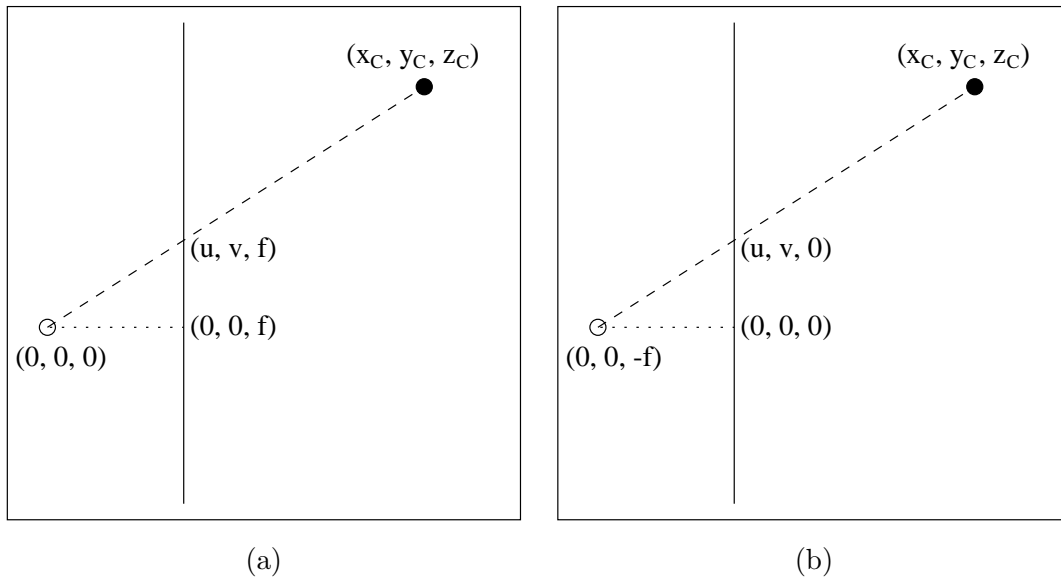 (x_C, y_C, z_C)
(u, v, f)
(0, 0, f)
(0, 0, 0)
(a)
(x_C, y_C, z_C)
(u, v, 0)
(0, 0, 0)
(0, 0, -f)
(b)